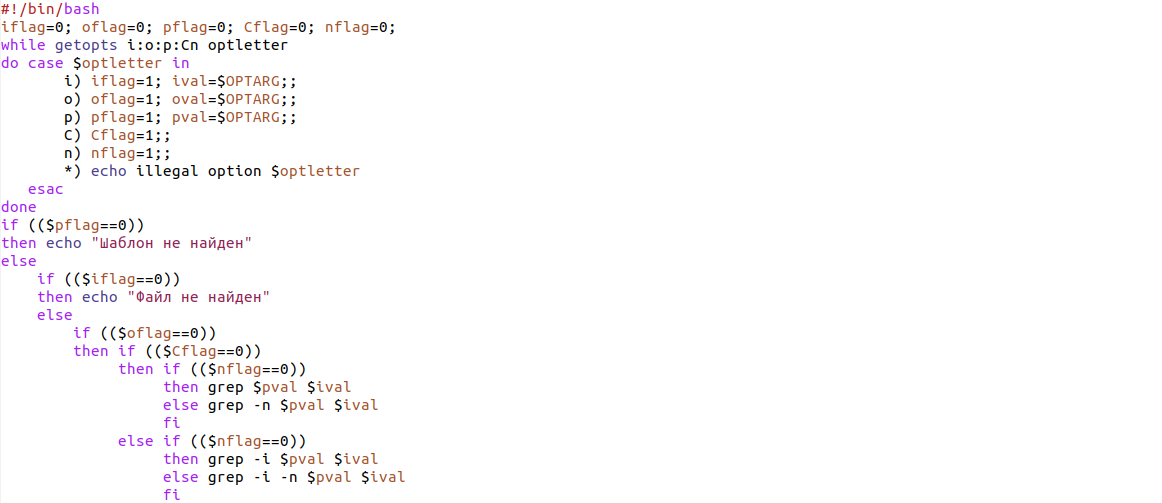 #!/bin/bash
iflag=0; oflag=0; pflag=0; Cflag=0; nflag=0;
while getopts i:o:p:Cn optletter
do case $optletter in
       i) iflag=1; ival=$OPTARG;;
       o) oflag=1; oval=$OPTARG;;
       p) pflag=1; pval=$OPTARG;;
       C) Cflag=1;;
       n) nflag=1;;
       *) echo illegal option $optletter
   esac
done
if (($pflag==0))
then echo "Шаблон не найден"
else
    if (($iflag==0))
    then echo "Файл не найден"
    else
        if (($oflag==0))
        then if (($Cflag==0))
             then if (($nflag==0))
                  then grep $pval $ival
                  else grep -n $pval $ival
                  fi
             else if (($nflag==0))
                  then grep -i $pval $ival
                  else grep -i -n $pval $ival
                  fi